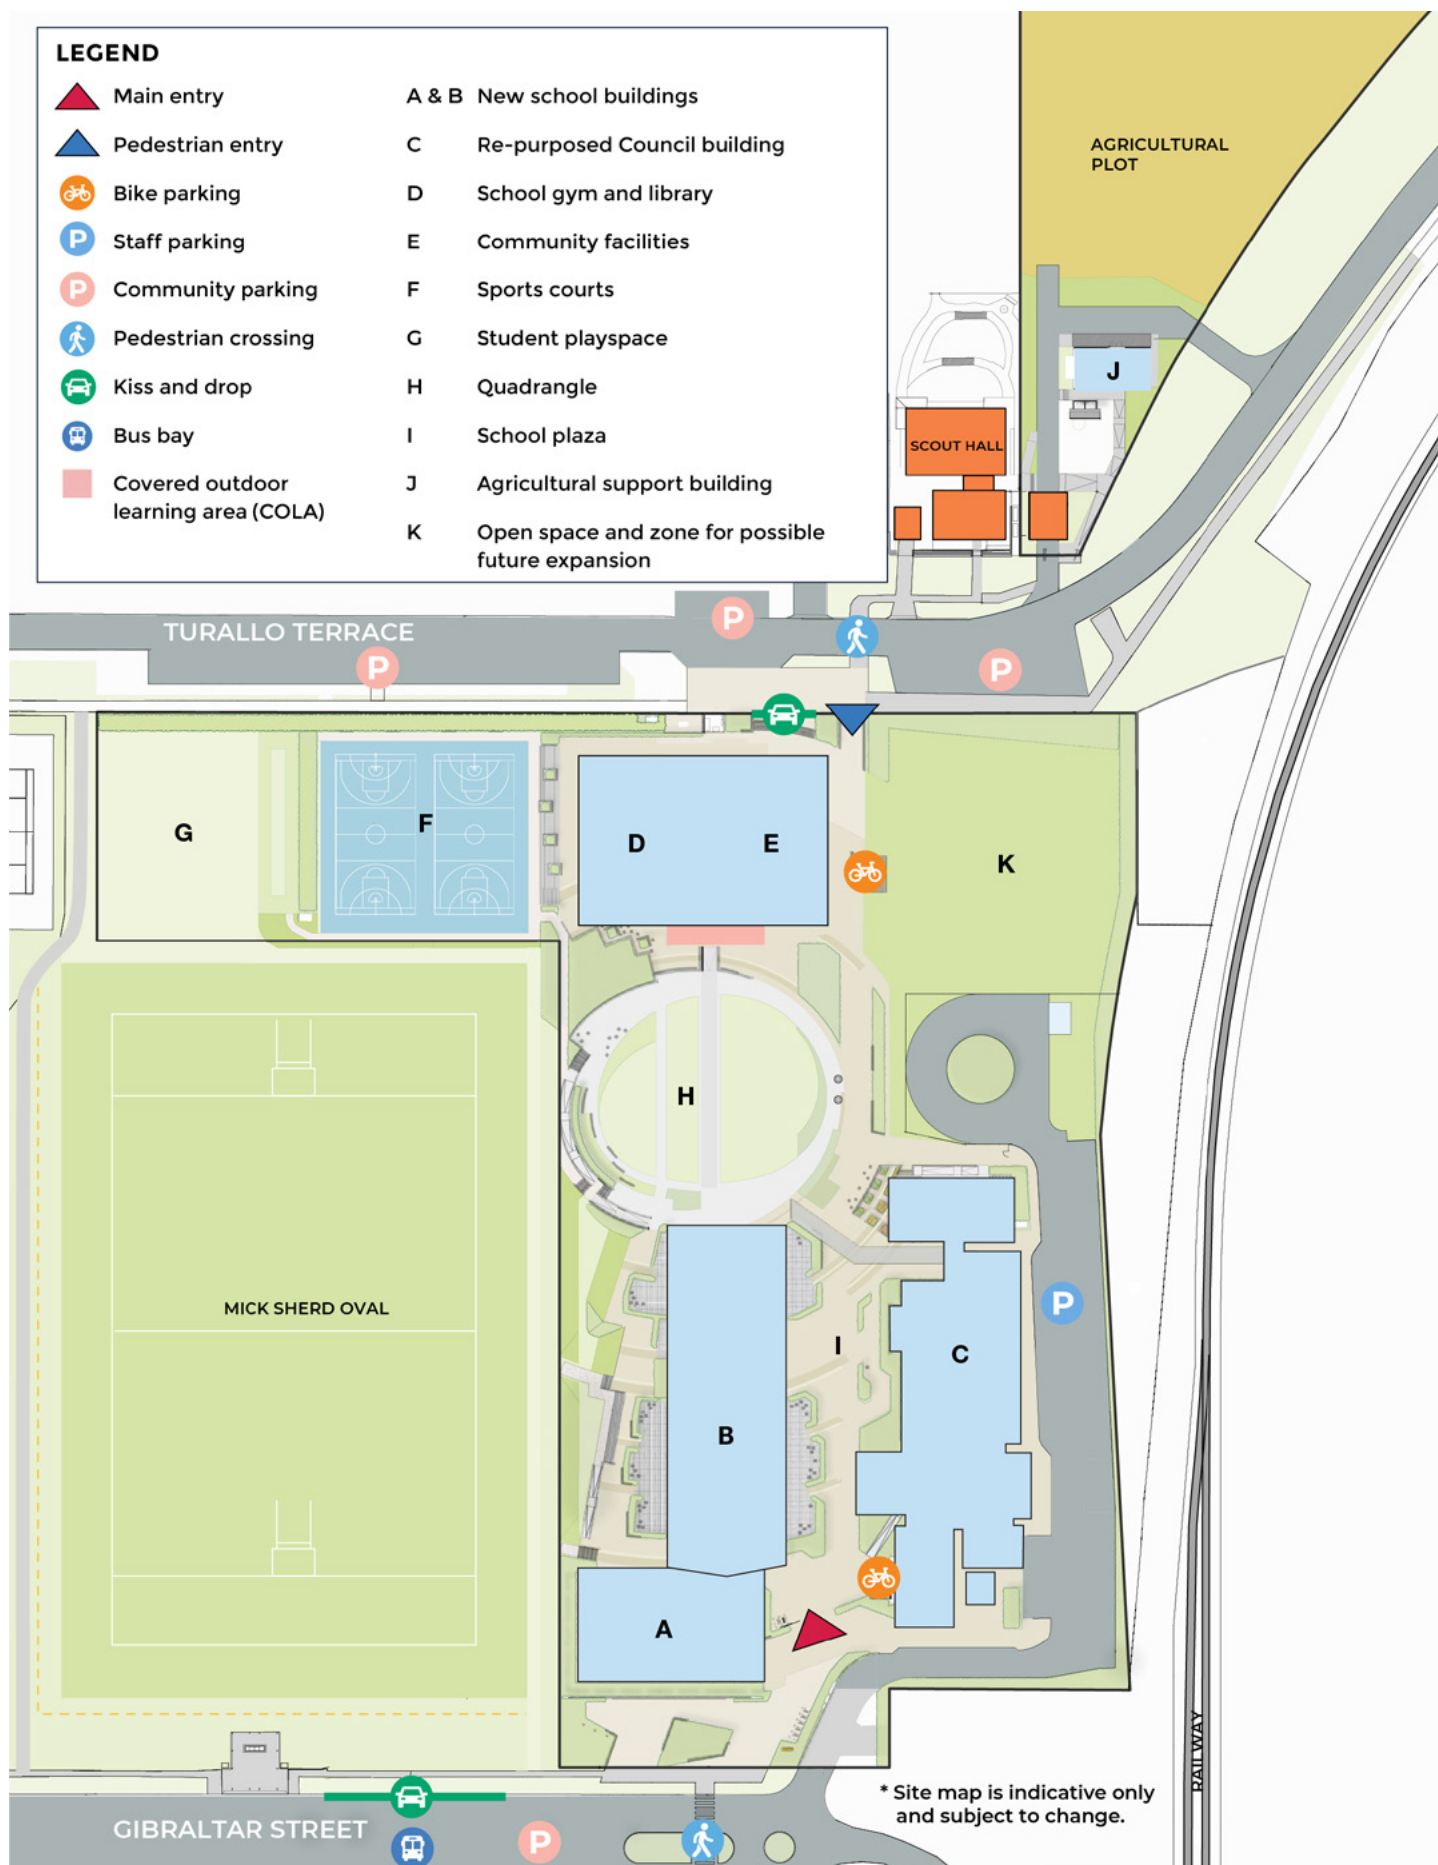 LEGEND
Main entry
Pedestrian entry
Bike parking
P Staff parking
P Community parking
Pedestrian crossing
Kiss and drop
Bus bay
Covered outdoor
learning area (COLA)
A & B New school buildings
C Re-purposed Council building
D School gym and library
E Community facilities
F Sports courts
G Student playspace
H Quadrangle
I School plaza
J Agricultural support building
K Open space and zone for possible
future expansion
AGRICULTURAL
PLOT
J
SCOUT HALL
P
TURALLO TERRACE
P
P
G
F
D
E
K
H
MICK SHERD OVAL
P
I
C
B
A
RAILWAY
* Site map is indicative only
and subject to change.
GIBRALTAR STREET
P